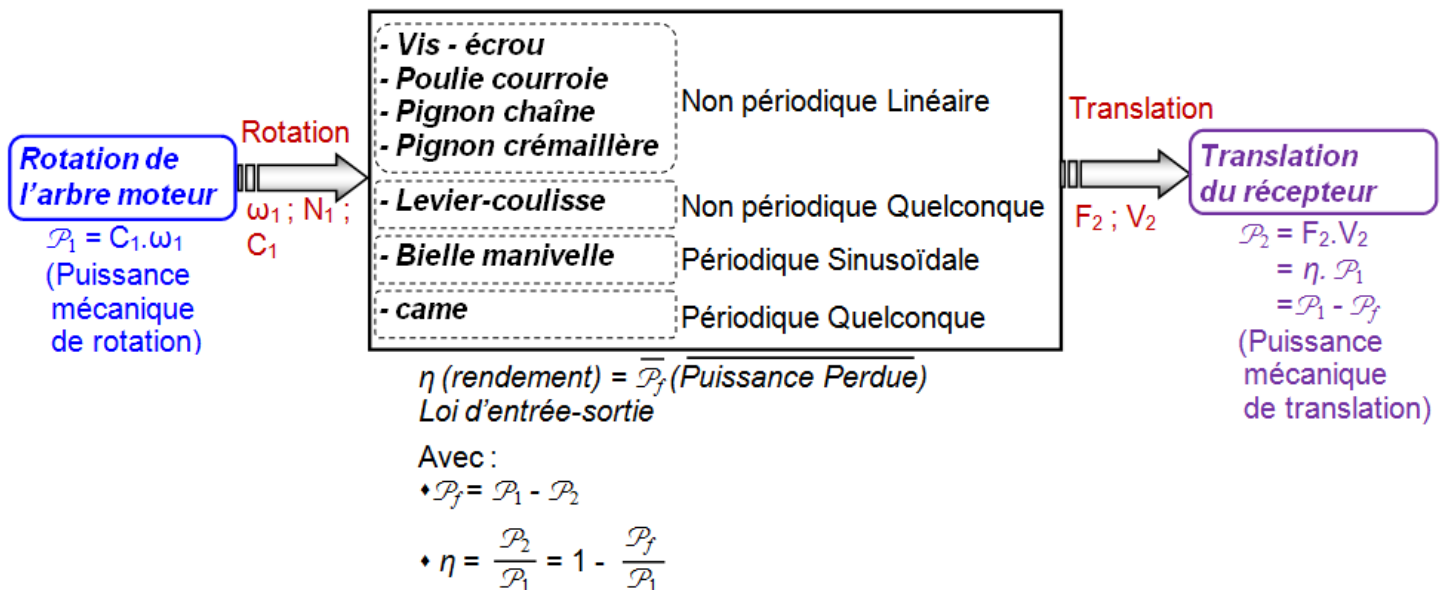 Rotation de
l'arbre moteur
𝒫1 = C1.ω1
(Puissance
mécanique
de rotation)
Rotation
ω1 ; N1 ;
C1
- Vis - écrou
- Poulie courroie
- Pignon chaîne
- Pignon crémaillère
Non périodique Linéaire
- Levier-coulisse
Non périodique Quelconque
- Bielle manivelle
Périodique Sinusoïdale
- came
Périodique Quelconque
η (rendement) = 𝒫f (Puissance Perdue)
Loi d'entrée-sortie
Avec :
♦ 𝒫f = 𝒫1 - 𝒫2
♦ η = 𝒫2/𝒫1 = 1 - 𝒫f/𝒫1
Translation
F2 ; V2
Translation
du récepteur
𝒫2 = F2.V2
= η. 𝒫1
= 𝒫1 - 𝒫f
(Puissance
mécanique
de translation)